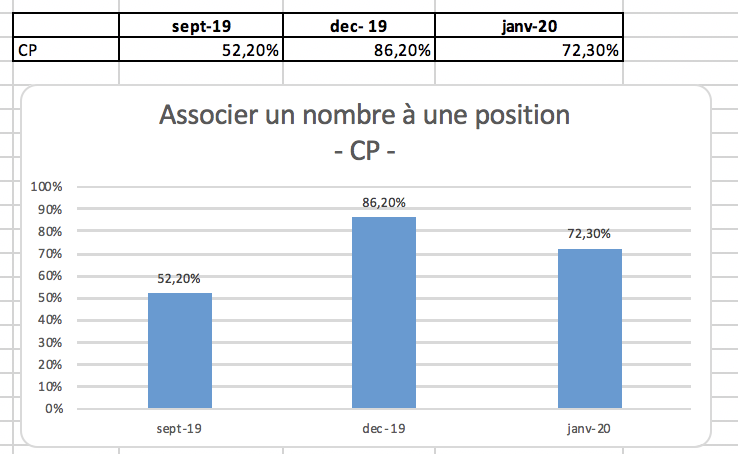 sept-19 dec- 19 janv-20
CP 52,20% 86,20% 72,30%
Associer un nombre à une position
- CP -
100%
90%
80%
70%
60%
50%
40%
30%
20%
10%
0%
52,20%
86,20%
72,30%
sept-19 dec- 19 janv-20